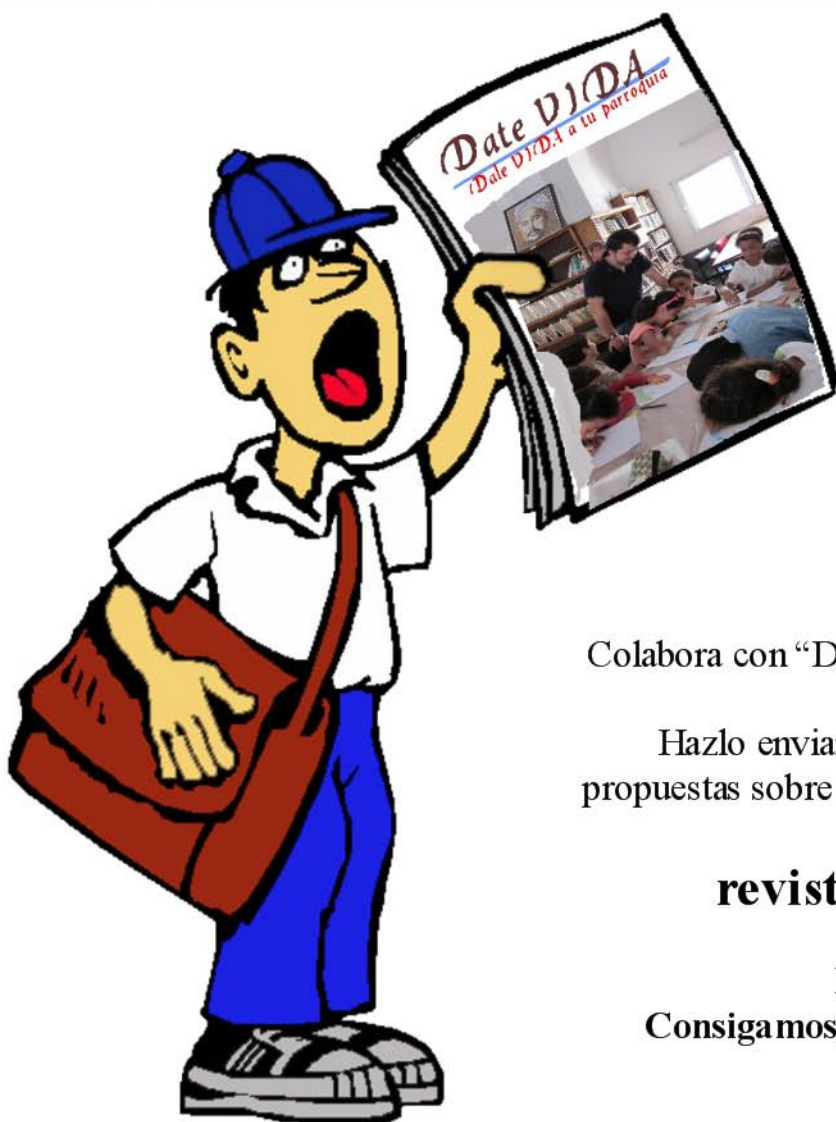 Date VIDA
Dale VIDA a tu parroquia
Colabora con “D
Hazlo envia
propuestas sobre
revist
Consigamos